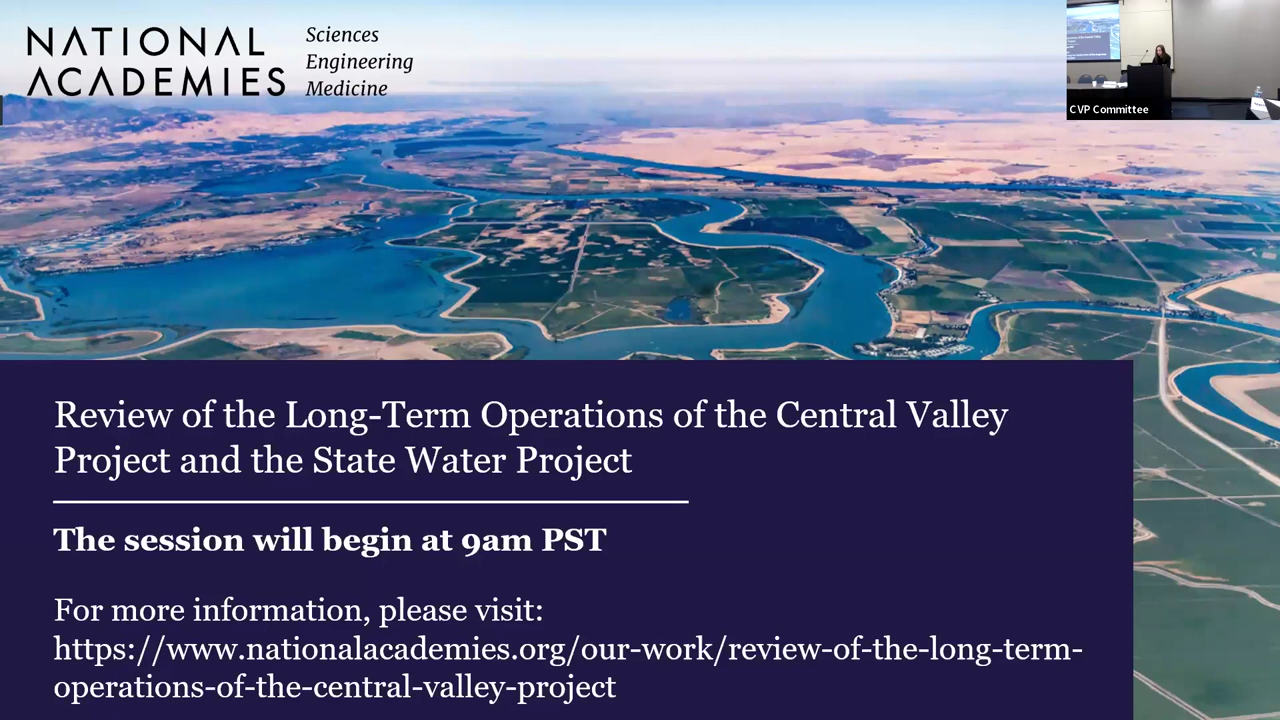 NATIONAL
ACADEMIES
Sciences
Engineering
Medicine
CVP Committee
Review of the Long-Term Operations of the Central Valley
Project and the State Water Project
The session will begin at 9am PST
For more information, please visit:
https://www.nationalacademies.org/our-work/review-of-the-long-term-
operations-of-the-central-valley-project